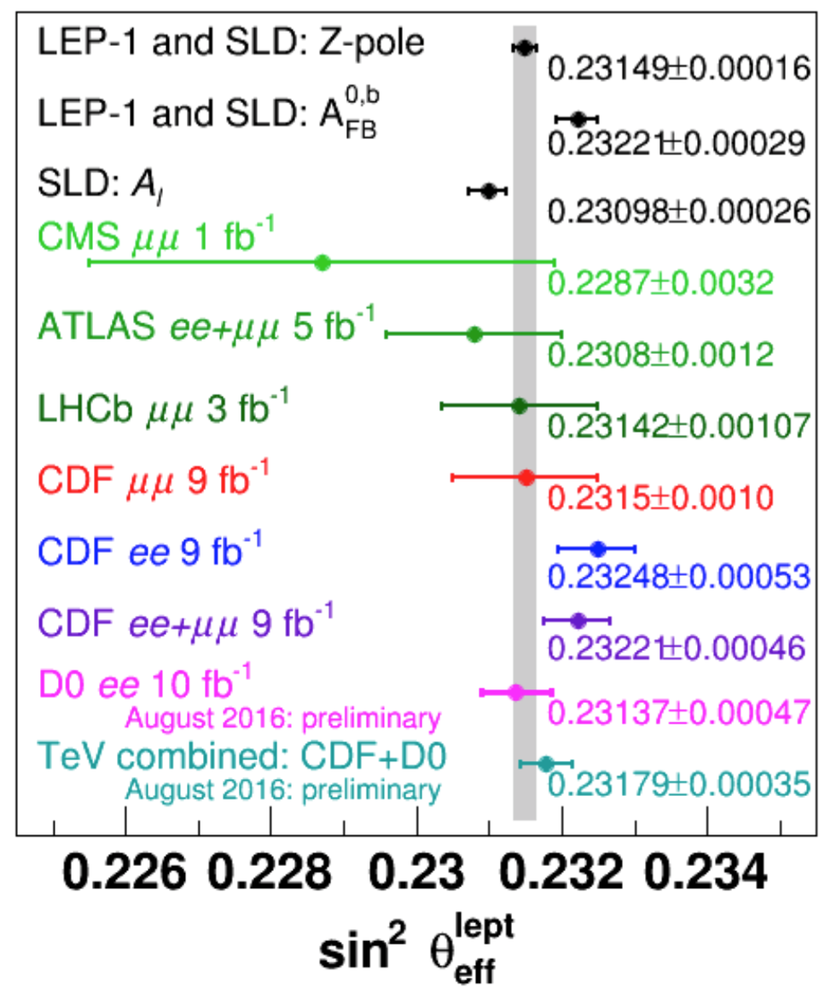 LEP-1 and SLD: Z-pole
0.23149±0.00016
LEP-1 and SLD: A_FB^0,b
0.23221±0.00029
SLD: A_l
0.23098±0.00026
CMS μμ 1 fb^-1
0.2287±0.0032
ATLAS ee+μμ 5 fb^-1
0.2308±0.0012
LHCb μμ 3 fb^-1
0.23142±0.00107
CDF μμ 9 fb^-1
0.2315±0.0010
CDF ee 9 fb^-1
0.23248±0.00053
CDF ee+μμ 9 fb^-1
0.23221±0.00046
D0 ee 10 fb^-1
August 2016: preliminary
0.23137±0.00047
TeV combined: CDF+D0
August 2016: preliminary
0.23179±0.00035
0.226 0.228 0.23 0.232 0.234
sin^2 θ_eff^lept